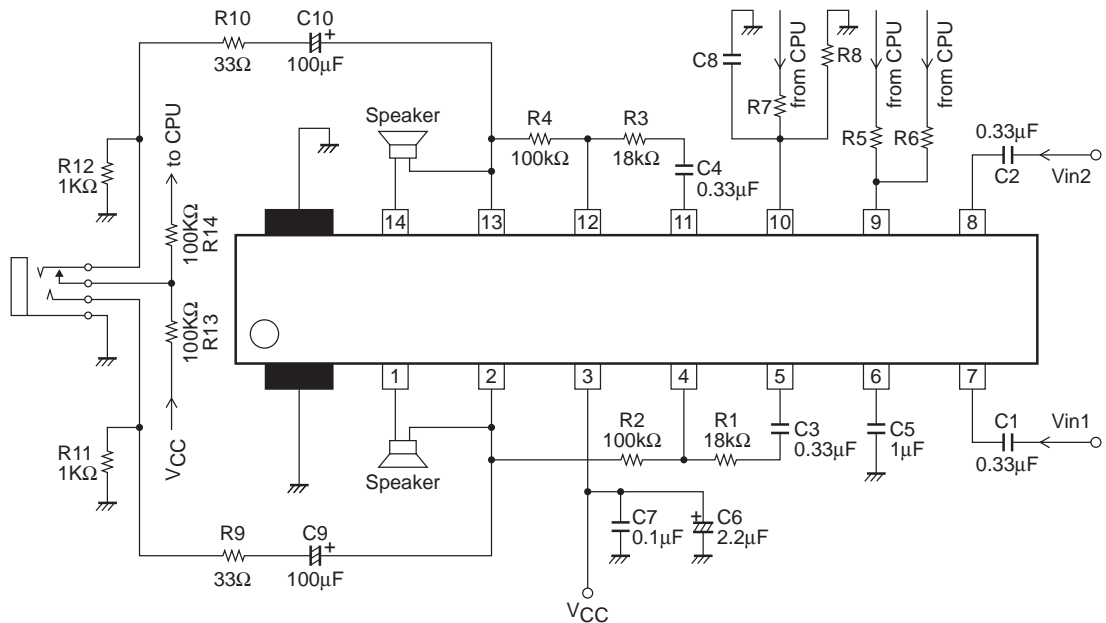 R10
C10
+
33Ω
100μF
Speaker
R4
100kΩ
R3
18kΩ
C4
0.33μF
C8
R7
from CPU
R8
R5
from CPU
R6
from CPU
0.33μF
C2
Vin2
R12
1KΩ
to CPU
100KΩ
R14
14
13
12
11
10
9
8
100KΩ
R13
VCC
1
2
3
4
5
6
7
R11
1KΩ
Speaker
R2
100kΩ
R1
18kΩ
C3
0.33μF
C5
1μF
C1
0.33μF
Vin1
C7
0.1μF
+
C6
2.2μF
R9
C9
+
33Ω
100μF
VCC